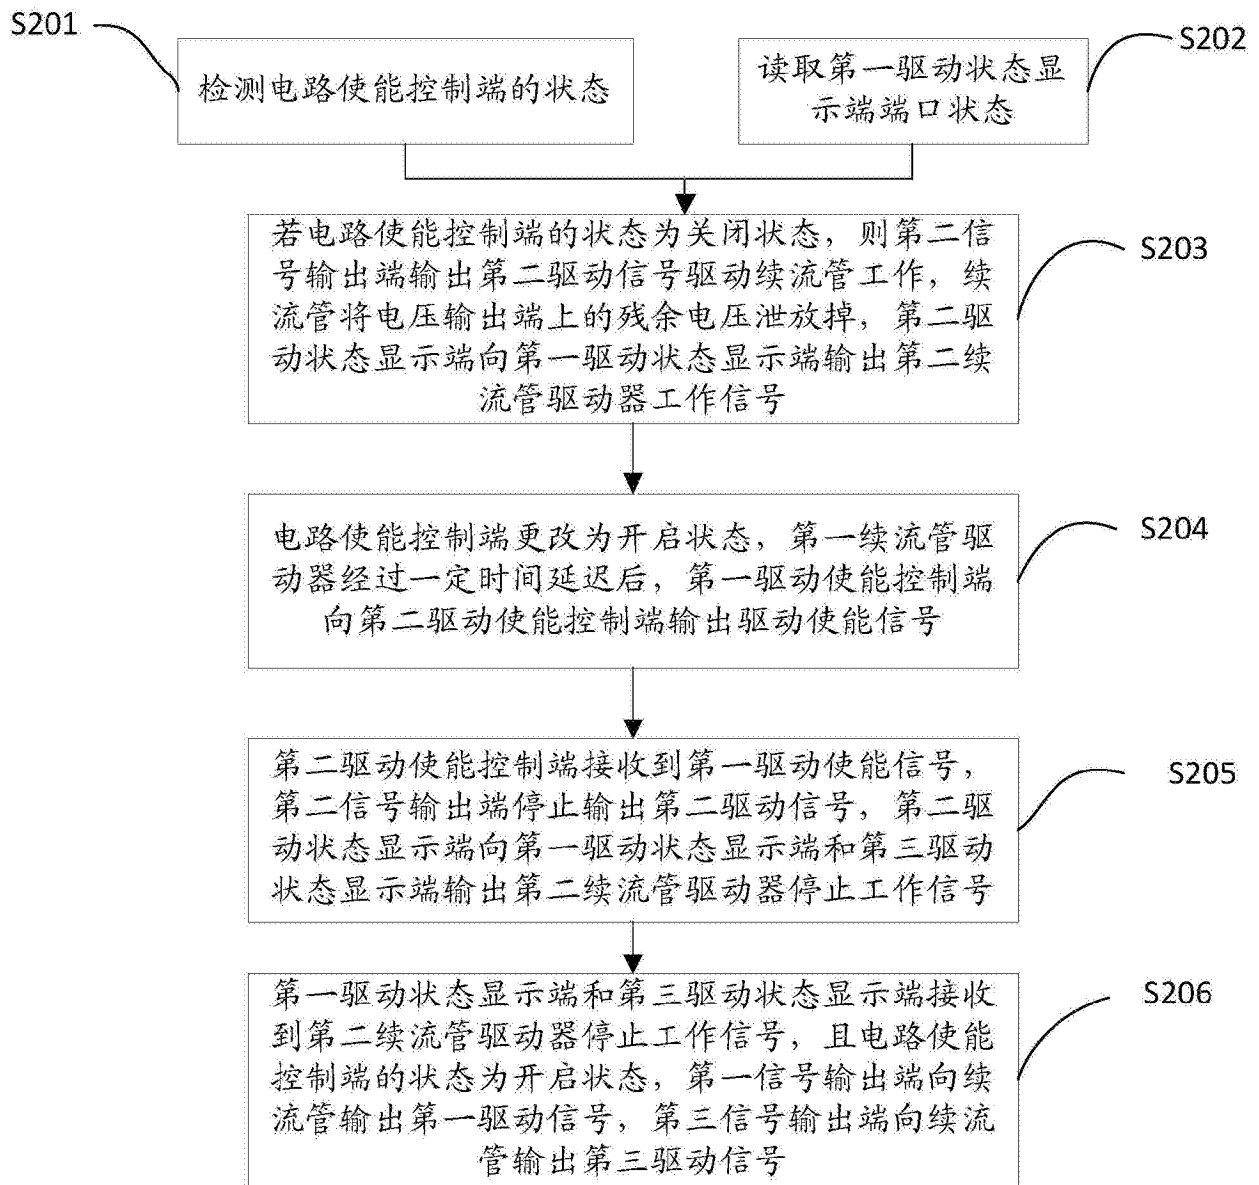 S201
检测电路使能控制端的状态
S202
读取第一驱动状态显
示端端口状态
若电路使能控制端的状态为关闭状态，则第二信
号输出端输出第二驱动信号驱动续流管工作，续
流管将电压输出端上的残余电压泄放掉，第二驱
动状态显示端向第一驱动状态显示端输出第二续
流管驱动器工作信号
S203
电路使能控制端更改为开启状态，第一续流管驱
动器经过一定时间延迟后，第一驱动使能控制端
向第二驱动使能控制端输出驱动使能信号
S204
第二驱动使能控制端接收到第一驱动使能信号，
第二信号输出端停止输出第二驱动信号，第二驱
动状态显示端向第一驱动状态显示端和第三驱动
状态显示端输出第二续流管驱动器停止工作信号
S205
第一驱动状态显示端和第三驱动状态显示端接收
到第二续流管驱动器停止工作信号，且电路使能
控制端的状态为开启状态，第一信号输出端向续
流管输出第一驱动信号，第三信号输出端向续流
管输出第三驱动信号
S206